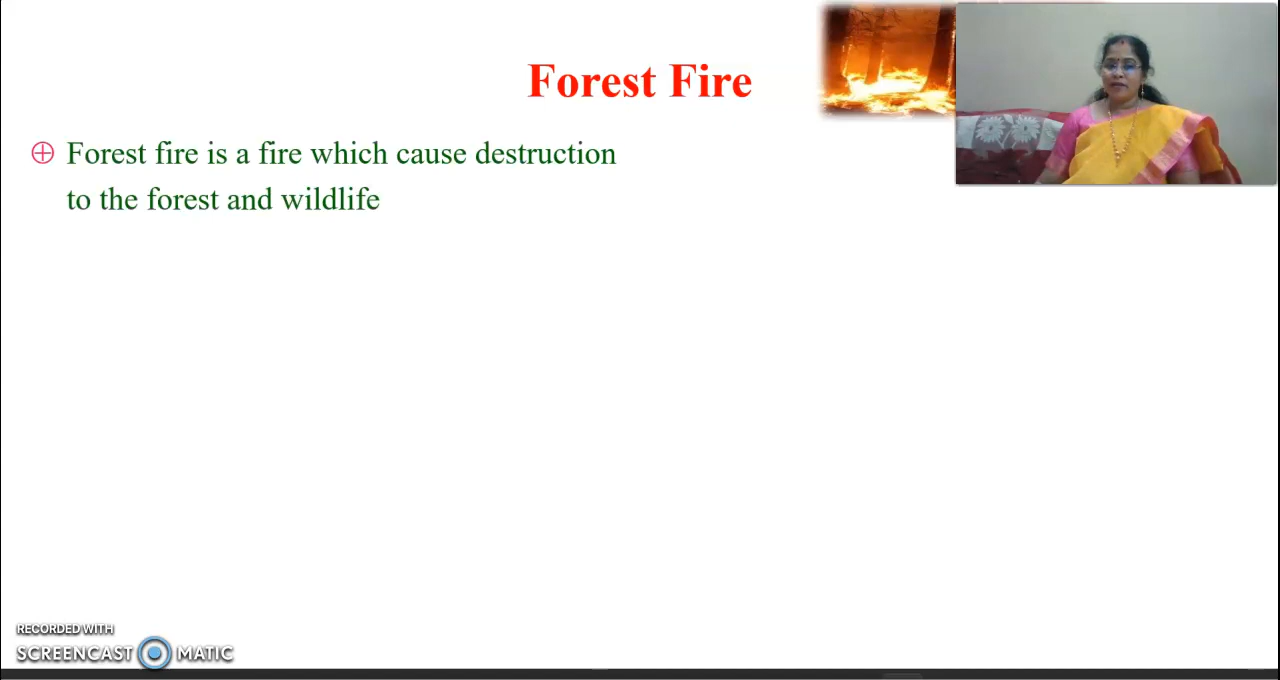 Forest Fire
⊕ Forest fire is a fire which cause destruction
to the forest and wildlife
RECORDED WITH
SCREENCAST MATIC